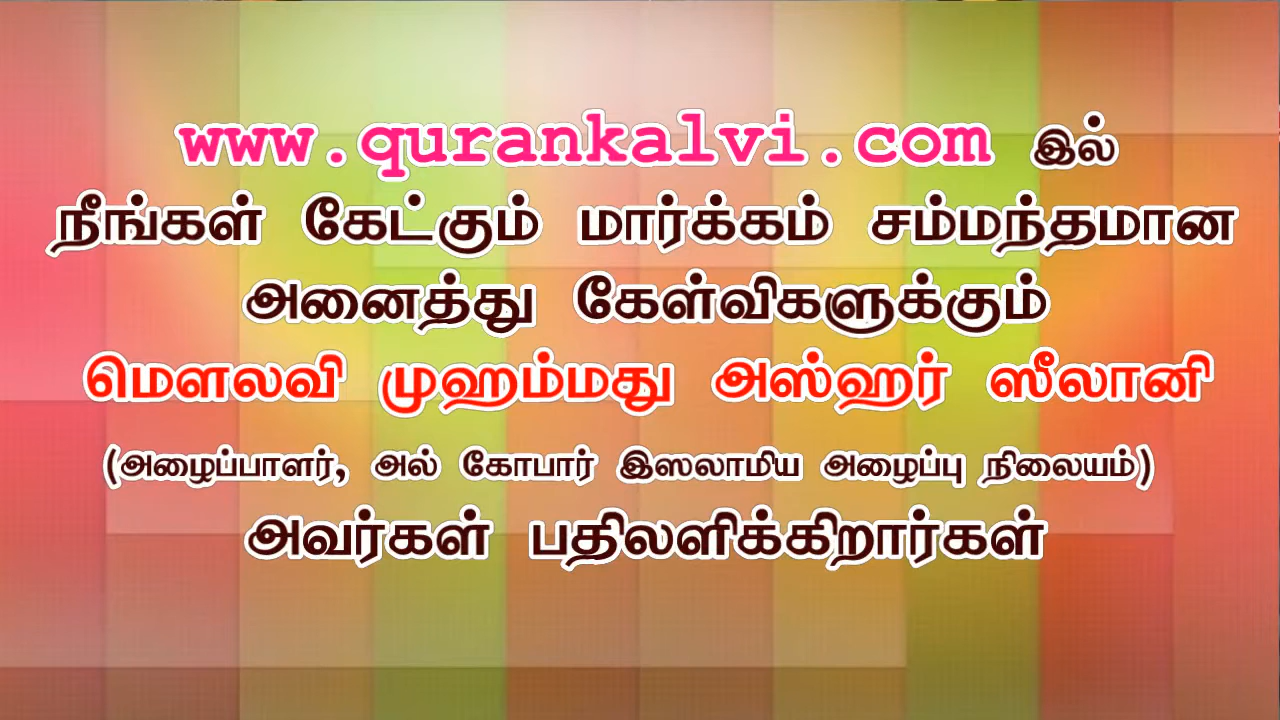 www.qurankalvi.com இல்
நீங்கள் கேட்கும் மார்க்கம் சம்மந்தமான
அனைத்து கேள்விகளுக்கும்
மௌலவி முஹம்மது அஸ்ஹர் ஸீலானி
(அழைப்பாளர், அல் கோபார் இஸலாமிய அழைப்பு நிலையம்)
அவர்கள் பதிலளிக்கிறார்கள்